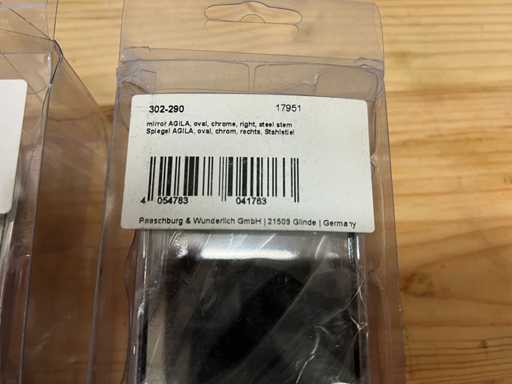 302-290 17951
mirror AGILA, oval, chrome, right, steel stem
Spiegel AGILA, oval, chrom, rechts, Stahlstiel
4 054783 041763
Paaschburg & Wunderlich GmbH | 21509 Glinde | Germany